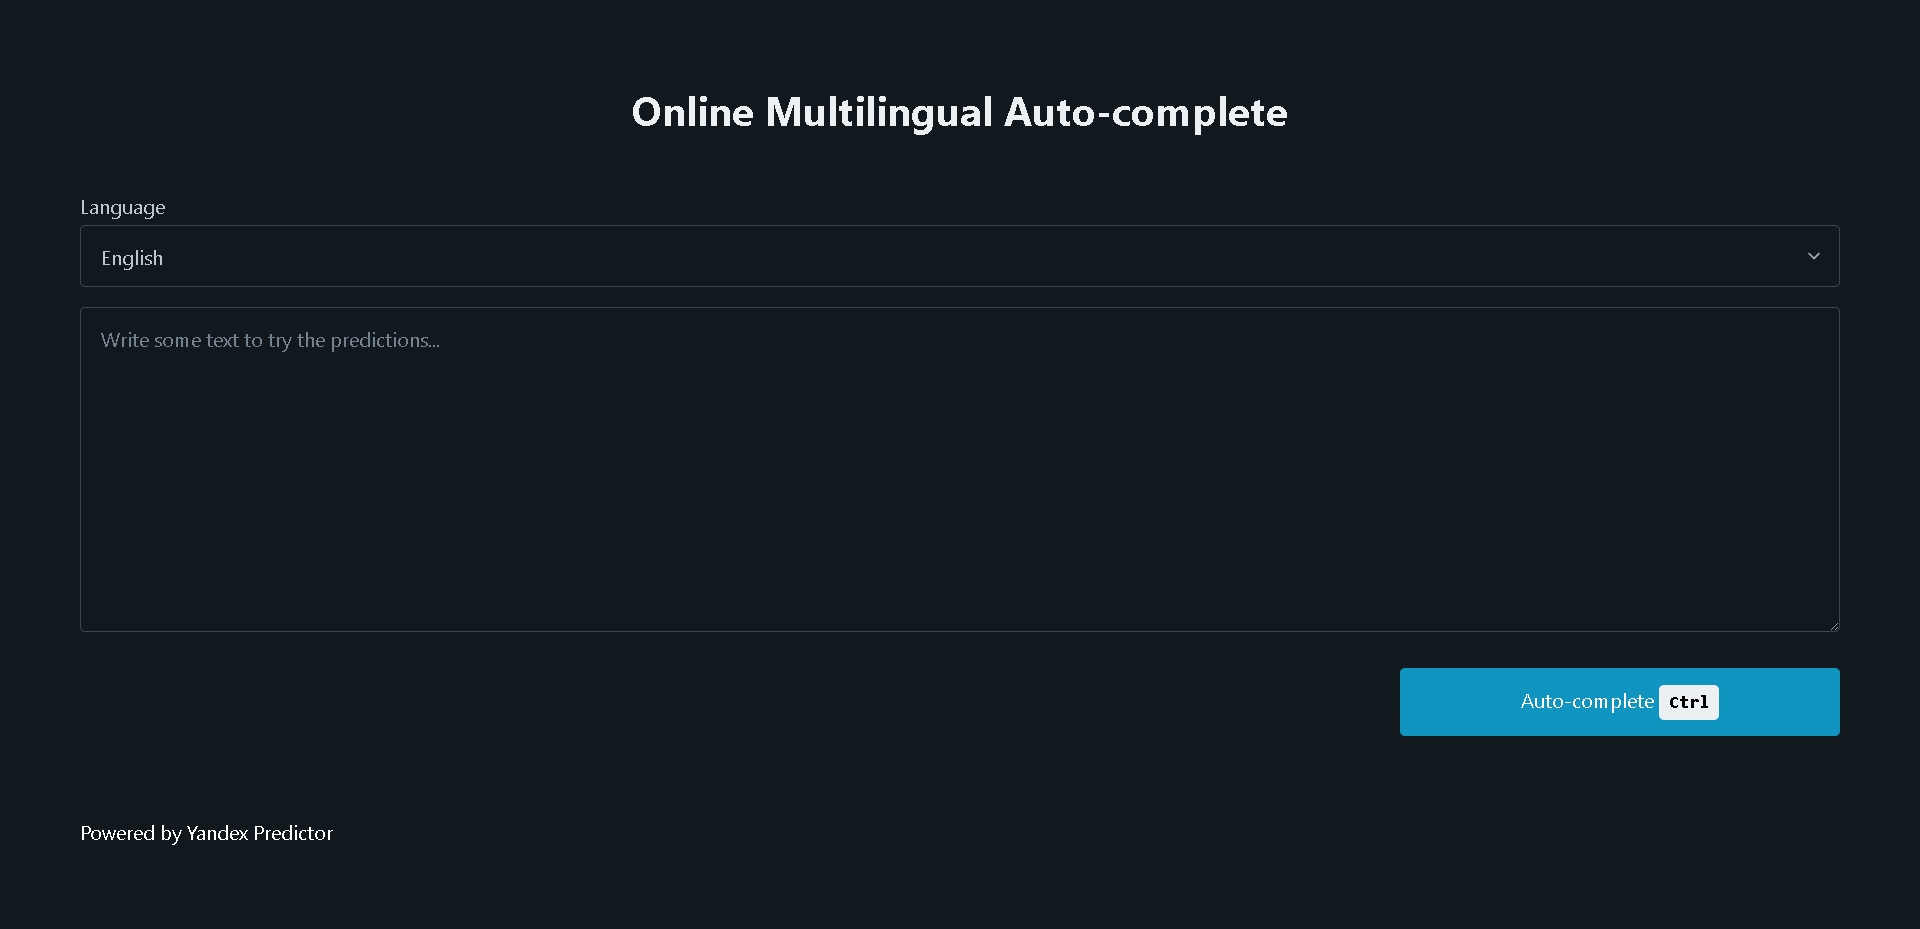 Online Multilingual Auto-complete
Language
English
Write some text to try the predictions...
Auto-complete Ctrl
Powered by Yandex Predictor